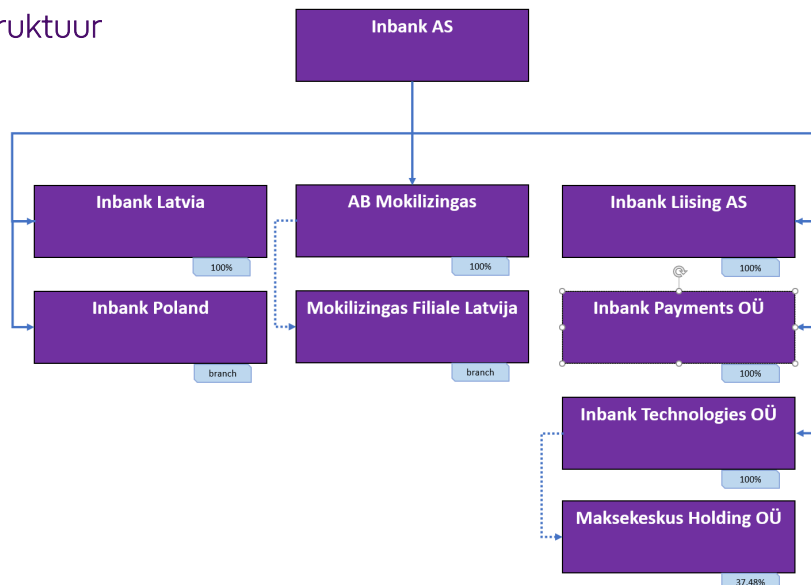 ruktuur
Inbank AS
Inbank Latvia
100%
AB Mokilizingas
100%
Inbank Liising AS
100%
Inbank Poland
branch
Mokilizingas Filiale Latvija
branch
Inbank Payments OÜ
100%
Inbank Technologies OÜ
100%
Maksekeskus Holding OÜ
37.48%